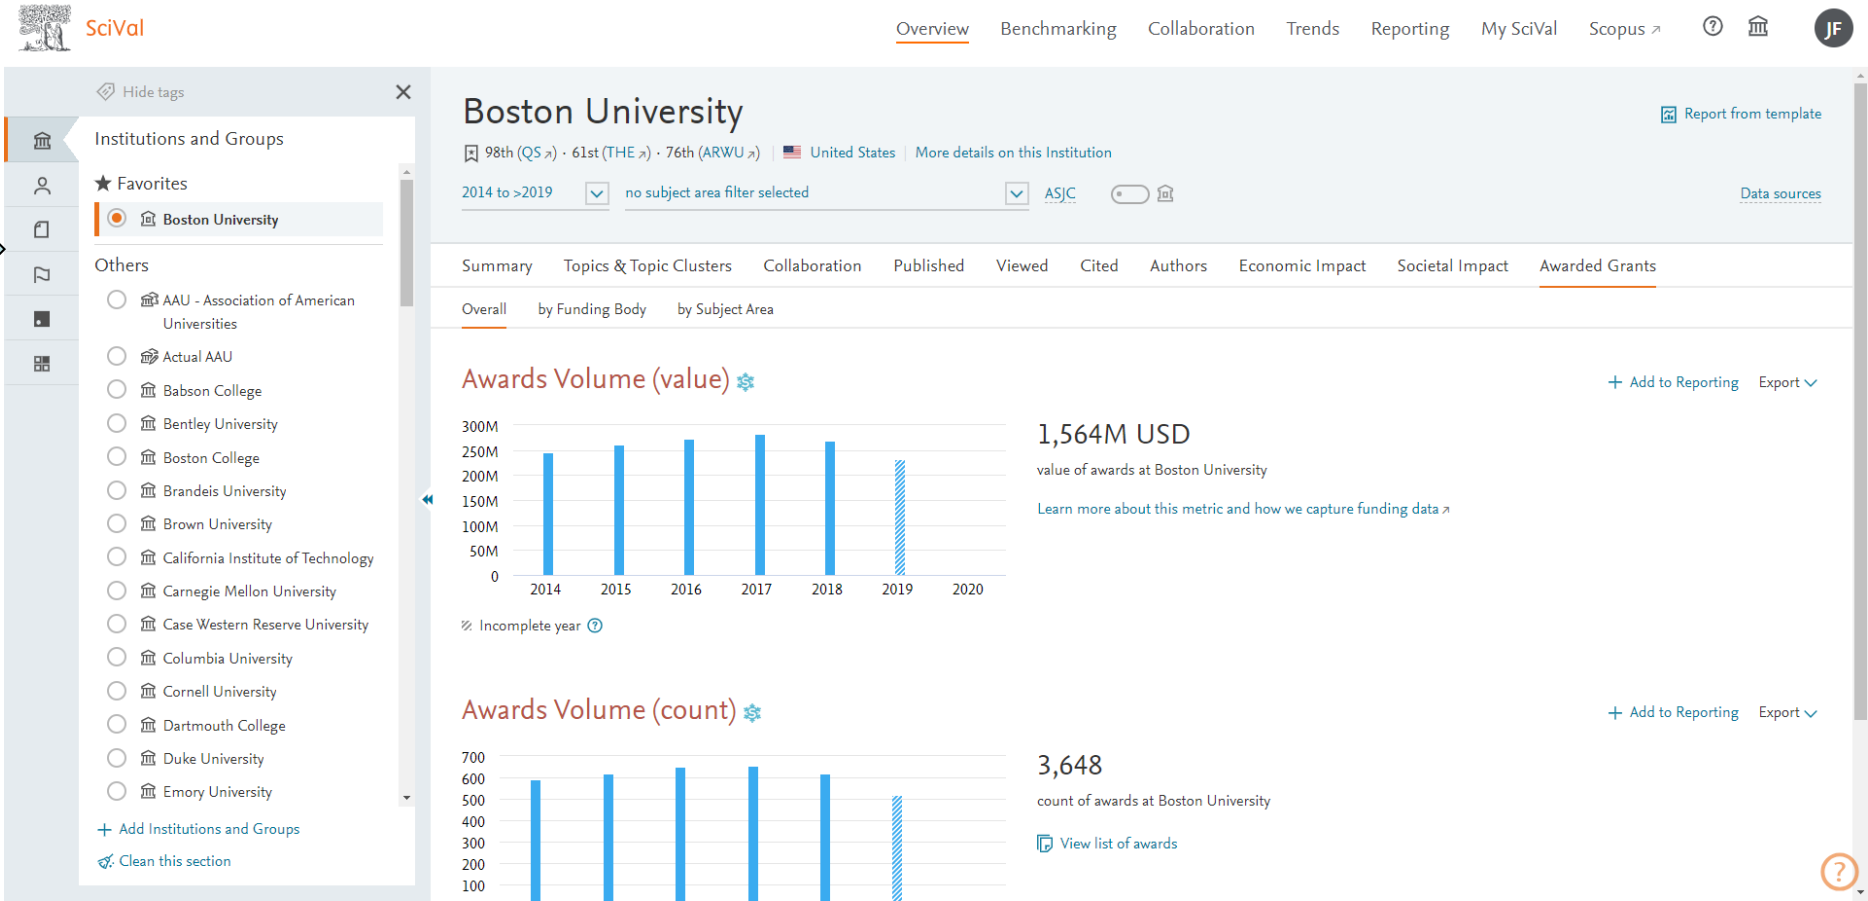 SciVal
Overview Benchmarking Collaboration Trends Reporting My SciVal Scopus ↗ ? JF
Hide tags
Institutions and Groups
Favorites
Boston University
Others
AAU - Association of American
Universities
Actual AAU
Babson College
Bentley University
Boston College
Brandeis University
Brown University
California Institute of Technology
Carnegie Mellon University
Case Western Reserve University
Columbia University
Cornell University
Dartmouth College
Duke University
Emory University
+ Add Institutions and Groups
Clean this section
Boston University
Report from template
98th (QS ↗) · 61st (THE ↗) · 76th (ARWU ↗) | United States | More details on this Institution
2014 to >2019 no subject area filter selected ASJC Data sources
Summary Topics & Topic Clusters Collaboration Published Viewed Cited Authors Economic Impact Societal Impact Awarded Grants
Overall by Funding Body by Subject Area
Awards Volume (value)
+ Add to Reporting Export
300M
250M
200M
150M
100M
50M
0
2014 2015 2016 2017 2018 2019 2020
Incomplete year ?
1,564M USD
value of awards at Boston University
Learn more about this metric and how we capture funding data ↗
Awards Volume (count)
+ Add to Reporting Export
700
600
500
400
300
200
100
3,648
count of awards at Boston University
View list of awards
?